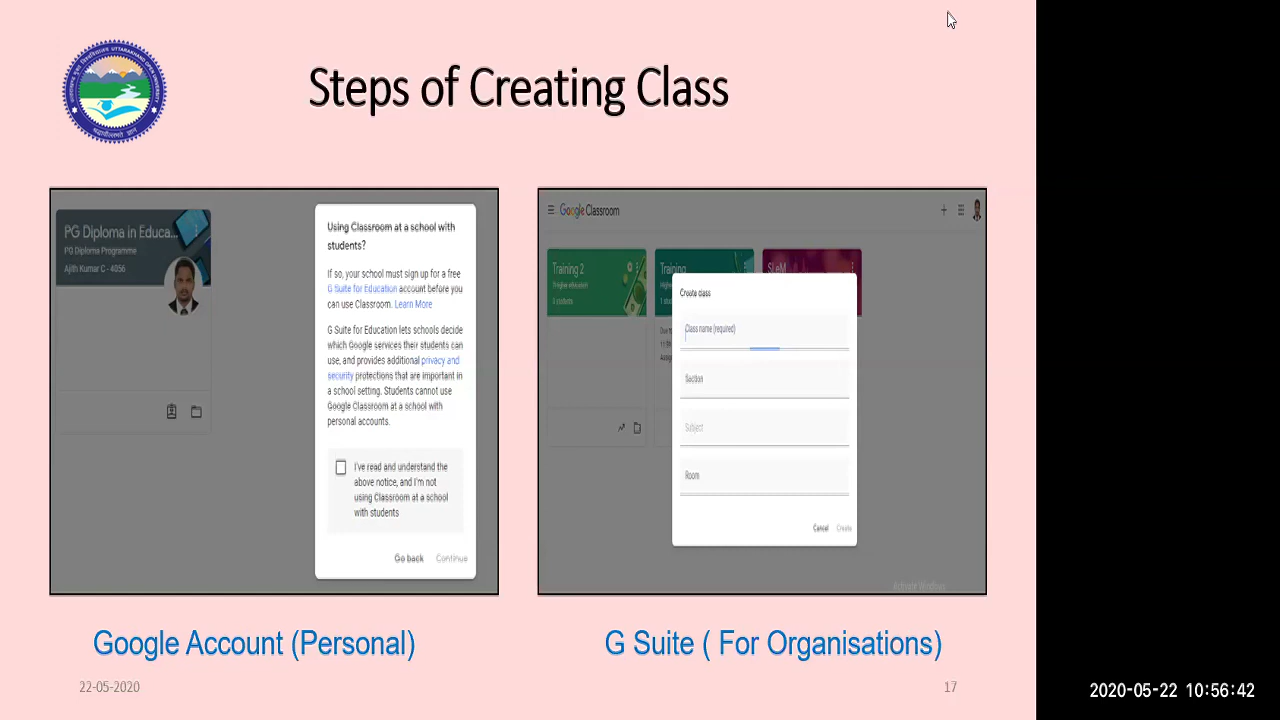 Steps of Creating Class
PG Diploma in Educa...
PG Diploma Programme
Ajith Kumar C - 4056
Using Classroom at a school with
students?
If so, your school must sign up for a free
G Suite for Education account before you
can use Classroom. Learn More
G Suite for Education lets schools decide
which Google services their students can
use, and provides additional privacy and
security protections that are important in
a school setting. Students cannot use
Google Classroom at a school with
personal accounts.
I've read and understand the
above notice, and I'm not
using Classroom at a school
with students
Go back Continue
Google Classroom
Training 2
Training
SLeM
1 stu
Create class
Class name (required)
Section
Subject
Room
Cancel Create
Activate Windows
Google Account (Personal)
G Suite ( For Organisations)
22-05-2020
17
2020-05-22 10:56:42